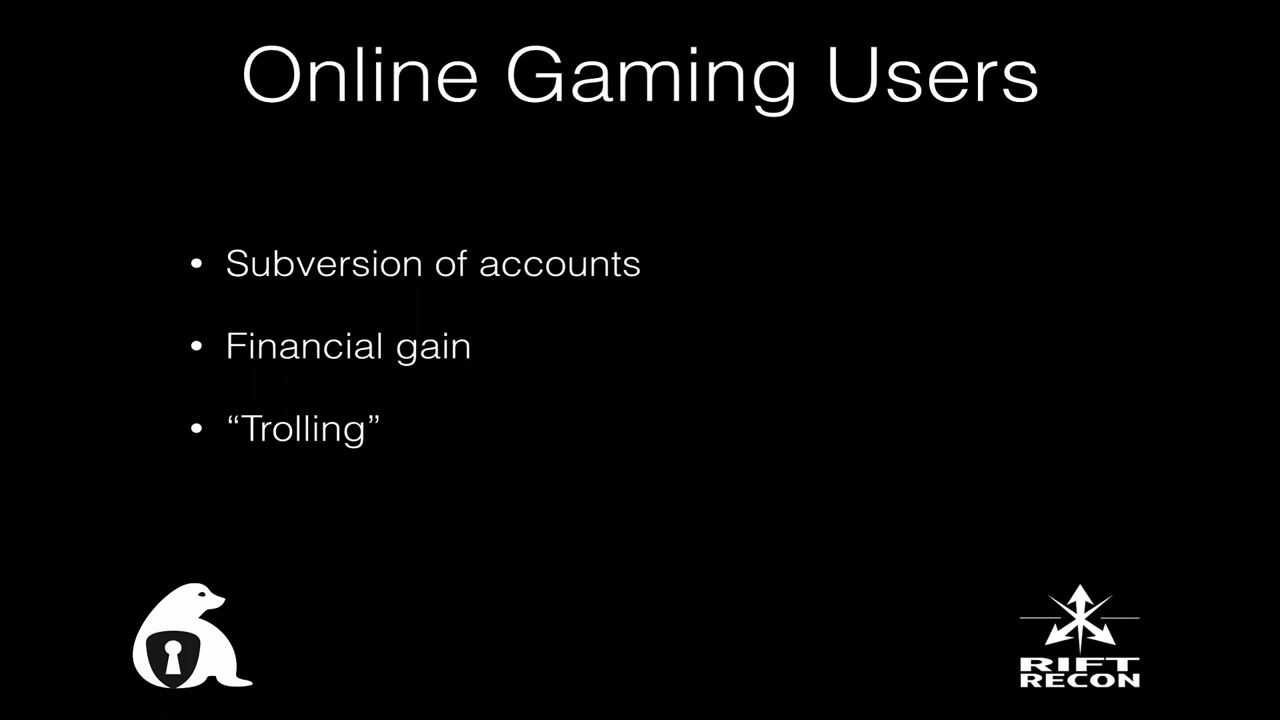 Online Gaming Users
• Subversion of accounts
• Financial gain
• “Trolling”
RIFT
RECON